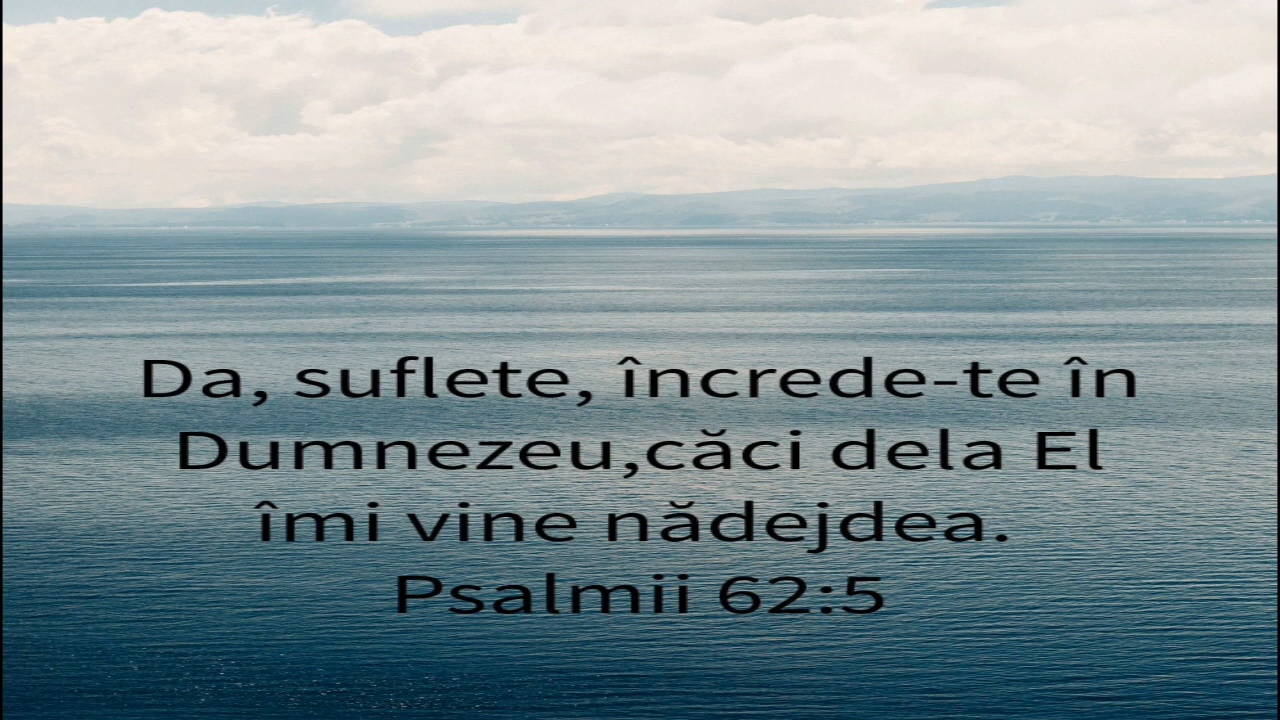 Da, suflete, încrede-te în
Dumnezeu,căci dela El
îmi vine nădejdea.
Psalmii 62:5